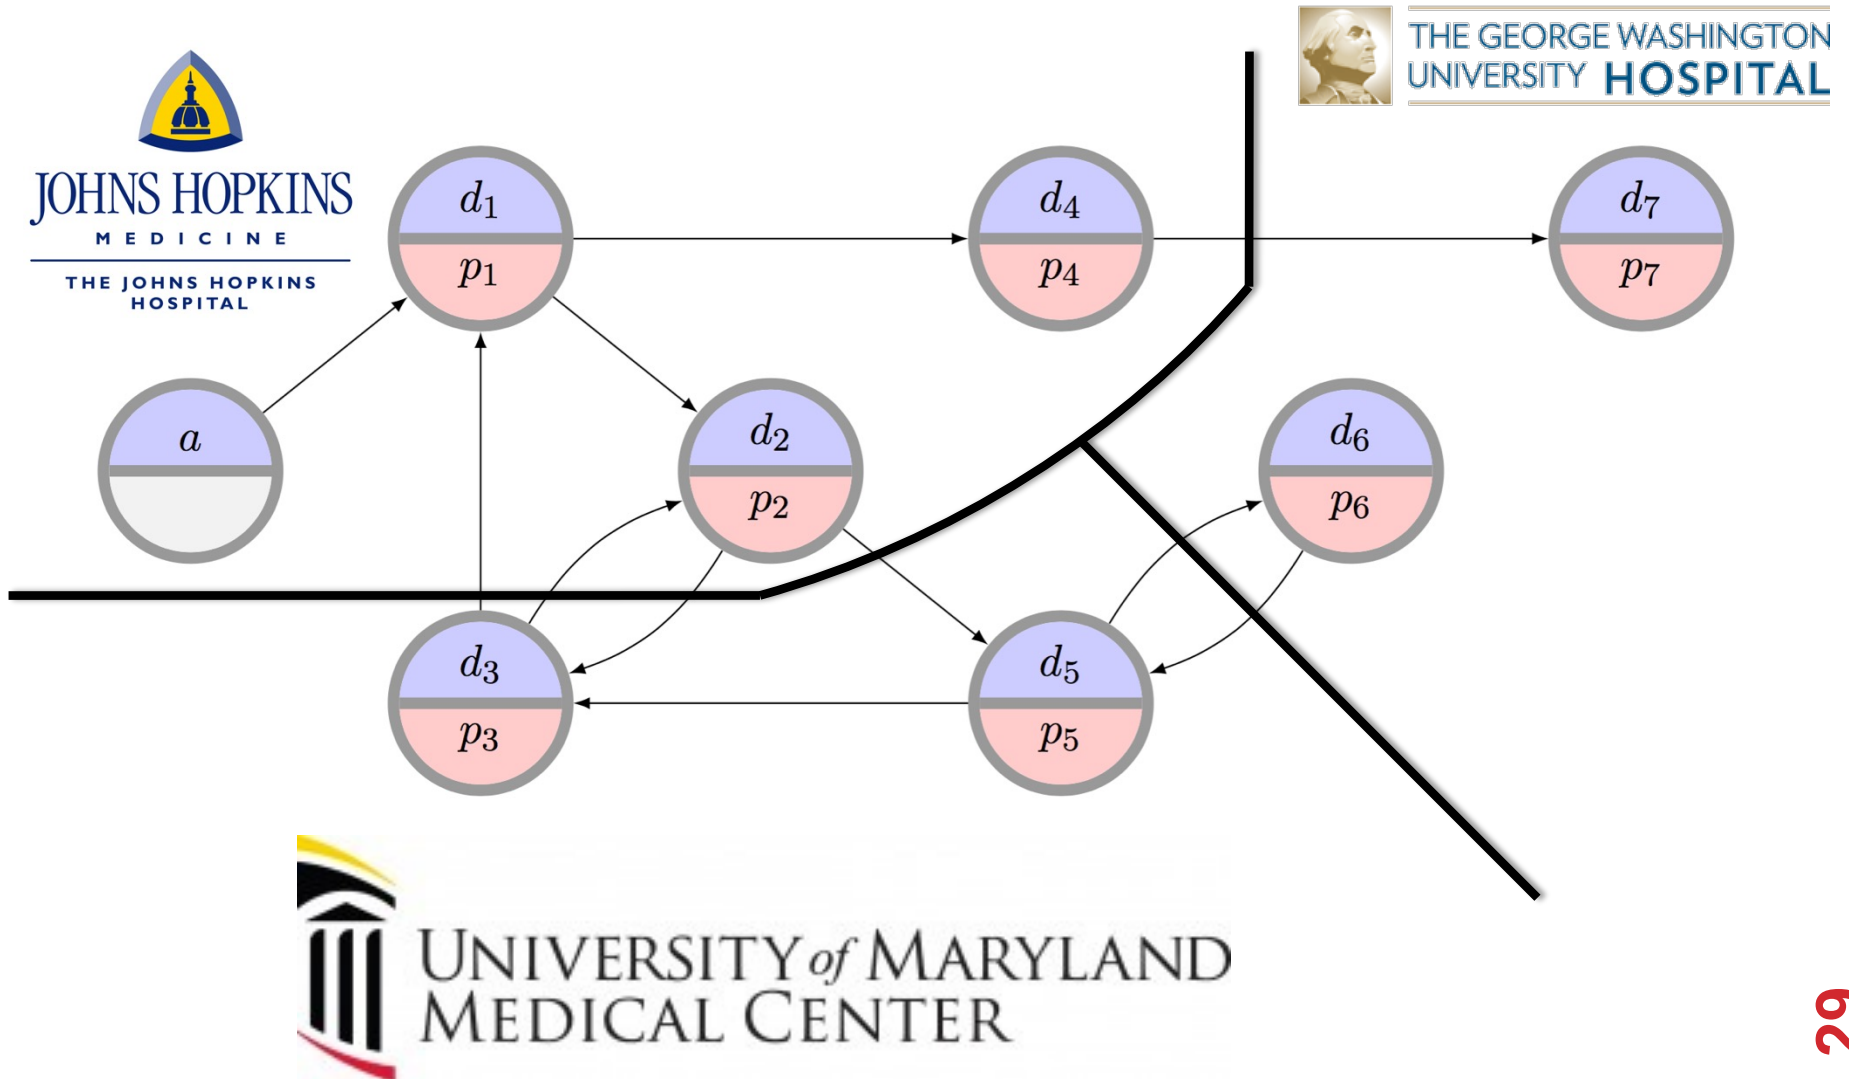 THE GEORGE WASHINGTON
UNIVERSITY HOSPITAL
JOHNS HOPKINS
MEDICINE
THE JOHNS HOPKINS
HOSPITAL
d1
p1
d4
p4
d7
p7
a
d2
p2
d6
p6
d3
p3
d5
p5
UNIVERSITY of MARYLAND
MEDICAL CENTER
29